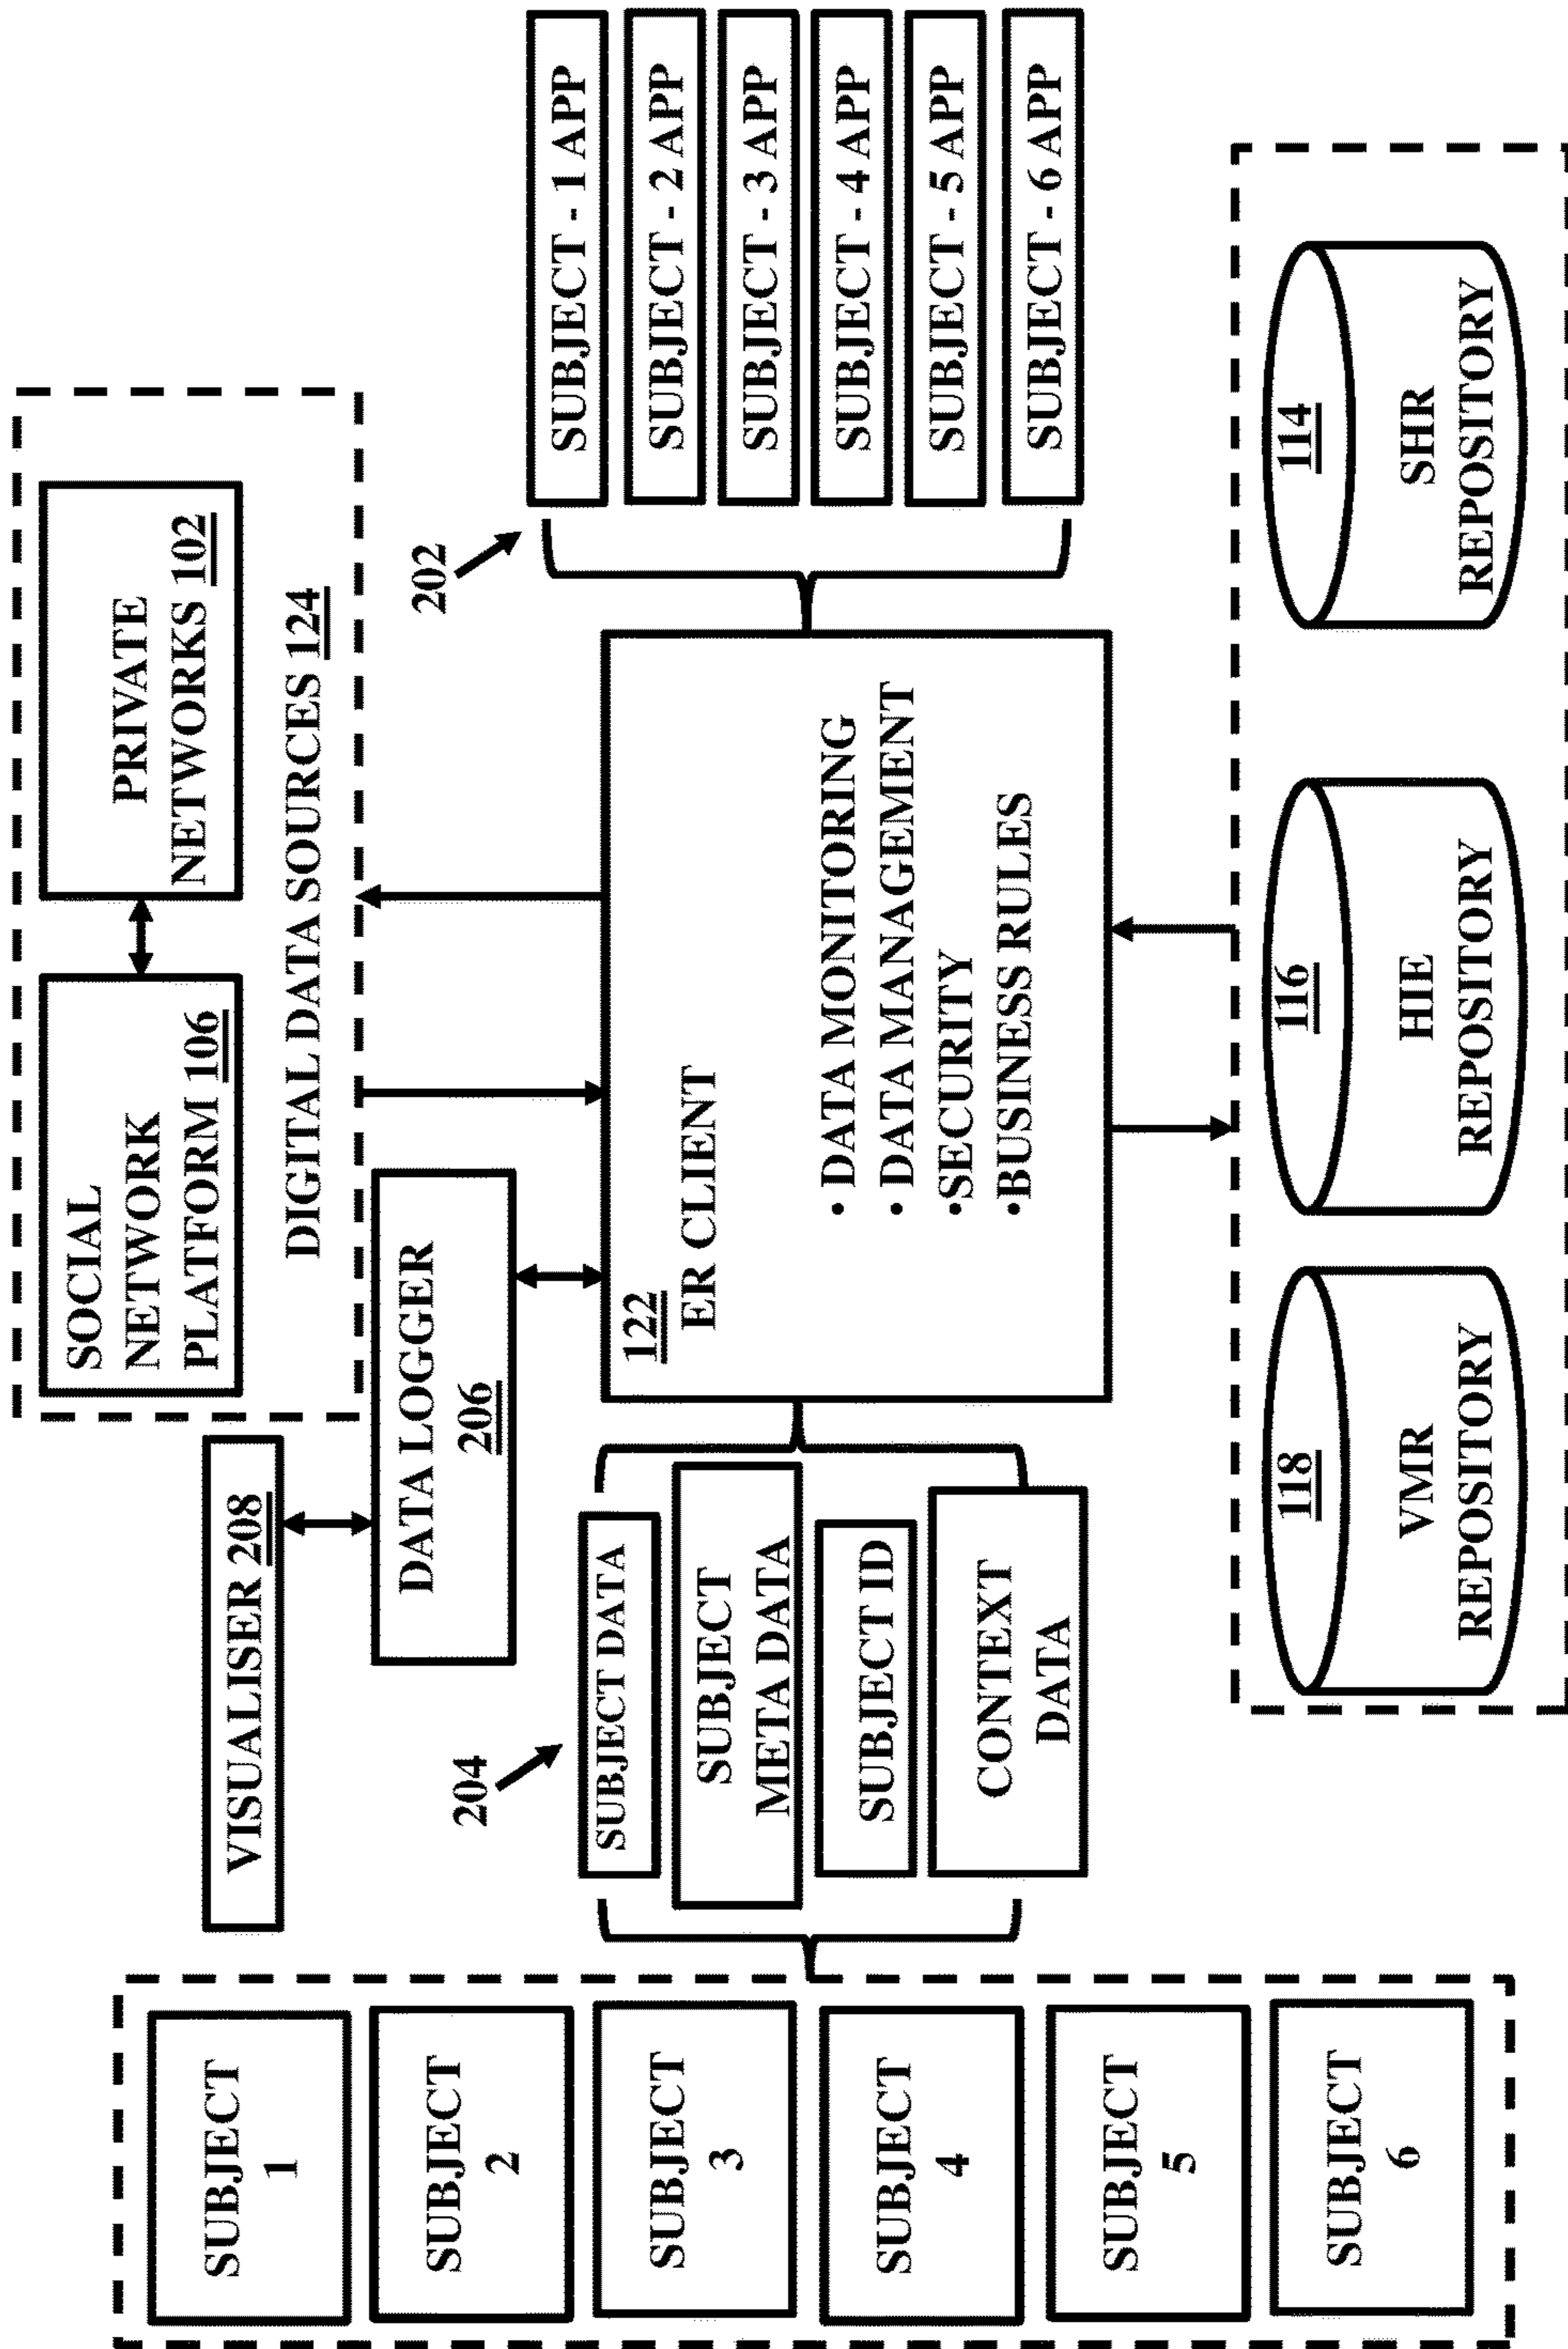 SUBJECT
1
SUBJECT
2
SUBJECT
3
SUBJECT
4
SUBJECT
5
SUBJECT
6
VISUALISER 208
204
SUBJECT DATA
SUBJECT
META DATA
SUBJECT ID
CONTEXT
DATA
DATA LOGGER
206
SOCIAL
NETWORK
PLATFORM 106
PRIVATE
NETWORKS 102
DIGITAL DATA SOURCES 124
122
ER CLIENT
• DATA MONITORING
• DATA MANAGEMENT
•SECURITY
•BUSINESS RULES
202
SUBJECT - 1 APP
SUBJECT - 2 APP
SUBJECT - 3 APP
SUBJECT - 4 APP
SUBJECT - 5 APP
SUBJECT - 6 APP
118
VMR
REPOSITORY
116
HIE
REPOSITORY
114
SHR
REPOSITORY